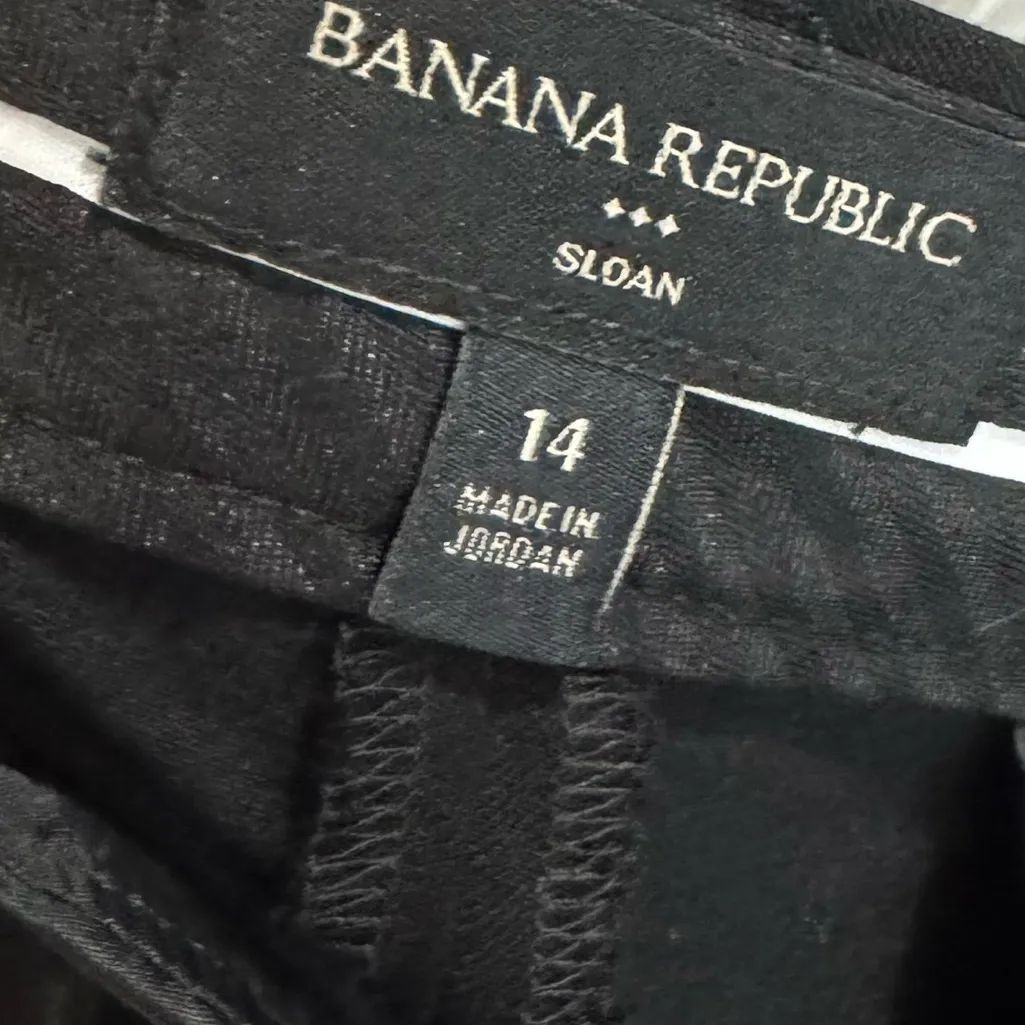 BANANA REPUBLIC
SLOAN
14
MADE IN
JORDAN